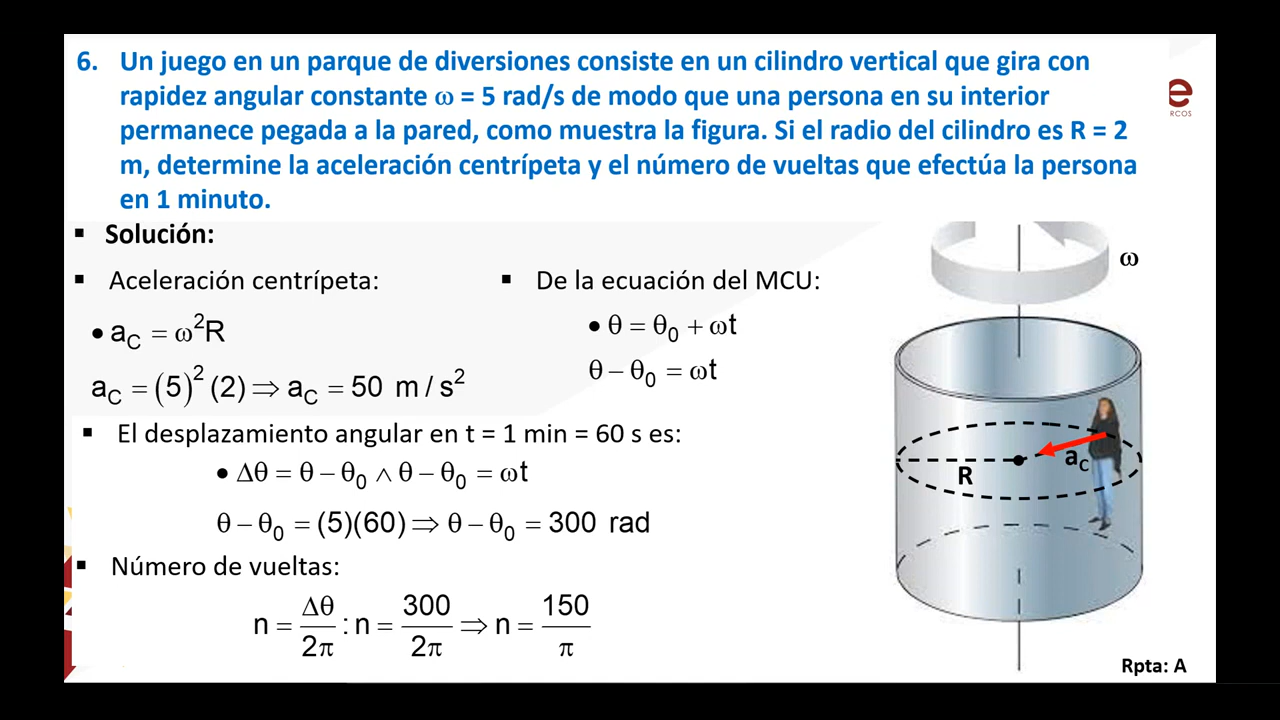 6. Un juego en un parque de diversiones consiste en un cilindro vertical que gira con
rapidez angular constante ω = 5 rad/s de modo que una persona en su interior
permanece pegada a la pared, como muestra la figura. Si el radio del cilindro es R = 2
m, determine la aceleración centrípeta y el número de vueltas que efectúa la persona
en 1 minuto.
e
RCOS
▪ Solución:
▪ Aceleración centrípeta:
• a_C = ω²R
a_C = (5)² (2) ⇒ a_C = 50 m / s²
▪ De la ecuación del MCU:
• θ = θ₀ + ωt
θ − θ₀ = ωt
▪ El desplazamiento angular en t = 1 min = 60 s es:
• Δθ = θ − θ₀ ∧ θ − θ₀ = ωt
θ − θ₀ = (5)(60) ⇒ θ − θ₀ = 300 rad
▪ Número de vueltas:
n = Δθ/2π : n = 300/2π ⇒ n = 150/π
ω
R
a_C
Rpta: A